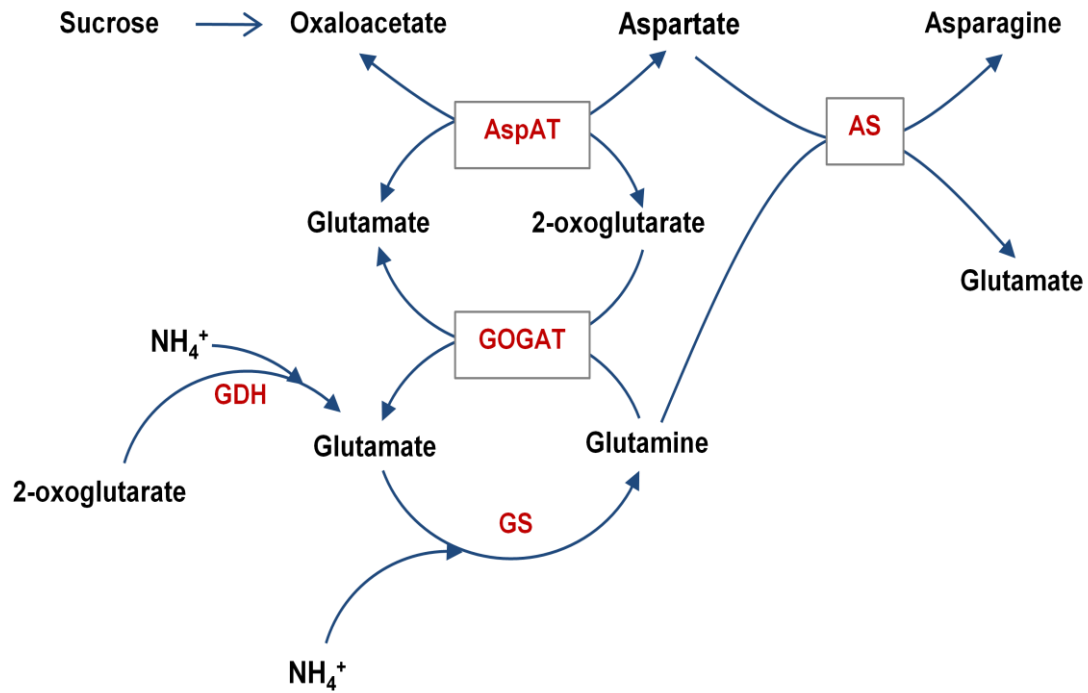 Sucrose
Oxaloacetate
Aspartate
Asparagine
AspAT
AS
Glutamate
2-oxoglutarate
Glutamate
NH₄⁺
GOGAT
GDH
Glutamate
Glutamine
2-oxoglutarate
GS
NH₄⁺